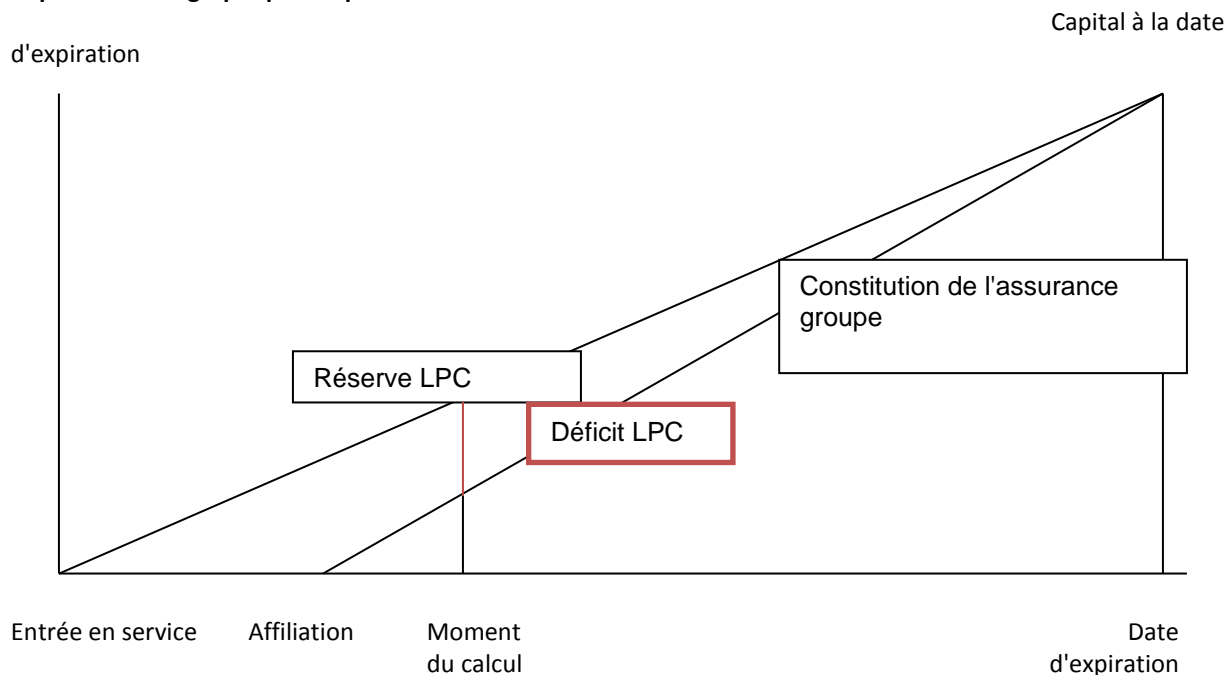 Capital à la date
d'expiration
Constitution de l'assurance
groupe
Réserve LPC
Déficit LPC
Entrée en service Affiliation Moment
du calcul
Date
d'expiration